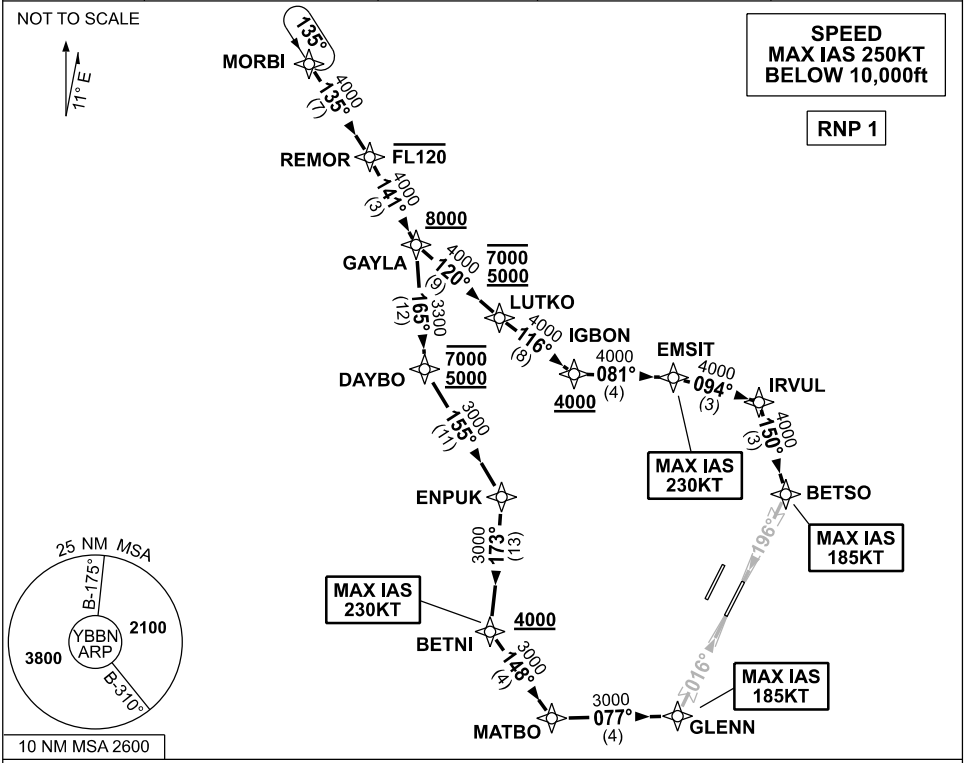 NOT TO SCALE
11° E
SPEED
MAX IAS 250KT
BELOW 10,000ft
RNP 1
135°
MORBI
4000
135°
(7)
REMOR
FL120
4000
141°
(3)
8000
GAYLA
4000
120°
(9)
7000
5000
LUTKO
3300
165°
(12)
4000
116°
(8)
IGBON
4000
4000
081°
(4)
EMSIT
4000
094°
(3)
IRVUL
DAYBO
7000
5000
3000
155°
(11)
4000
150°
(3)
MAX IAS
230KT
BETSO
MAX IAS
185KT
ENPUK
3000
173°
(13)
196°
MAX IAS
230KT
4000
BETNI
3000
148°
(4)
016°
MAX IAS
185KT
MATBO
3000
077°
(4)
GLENN
25 NM MSA
B-175°
2100
YBBN
ARP
3800
B-310°
10 NM MSA 2600